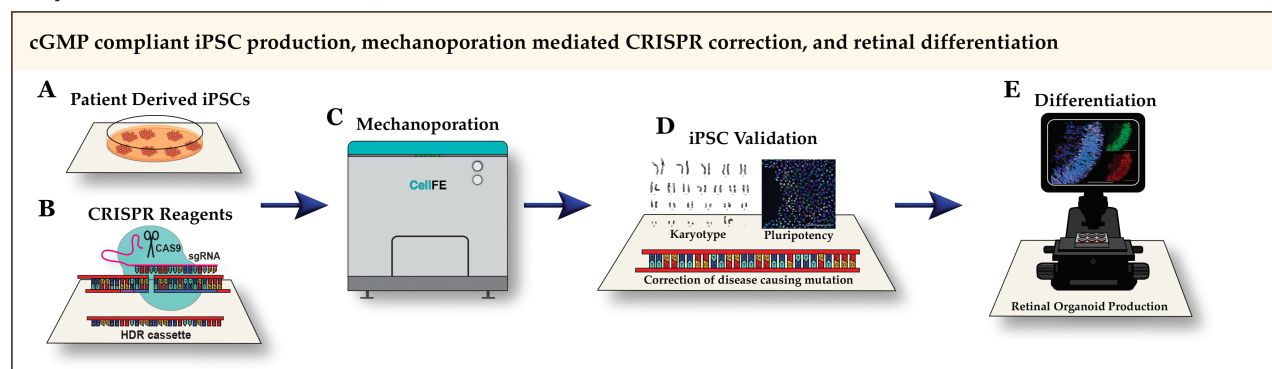 cGMP compliant iPSC production, mechanoporation mediated CRISPR correction, and retinal differentiation
A
Patient Derived iPSCs
B
CRISPR Reagents
CAS9
sgRNA
HDR cassette
C
Mechanoporation
CellFE
D
iPSC Validation
Karyotype
Pluripotency
Correction of disease causing mutation
E
Differentiation
Retinal Organoid Production